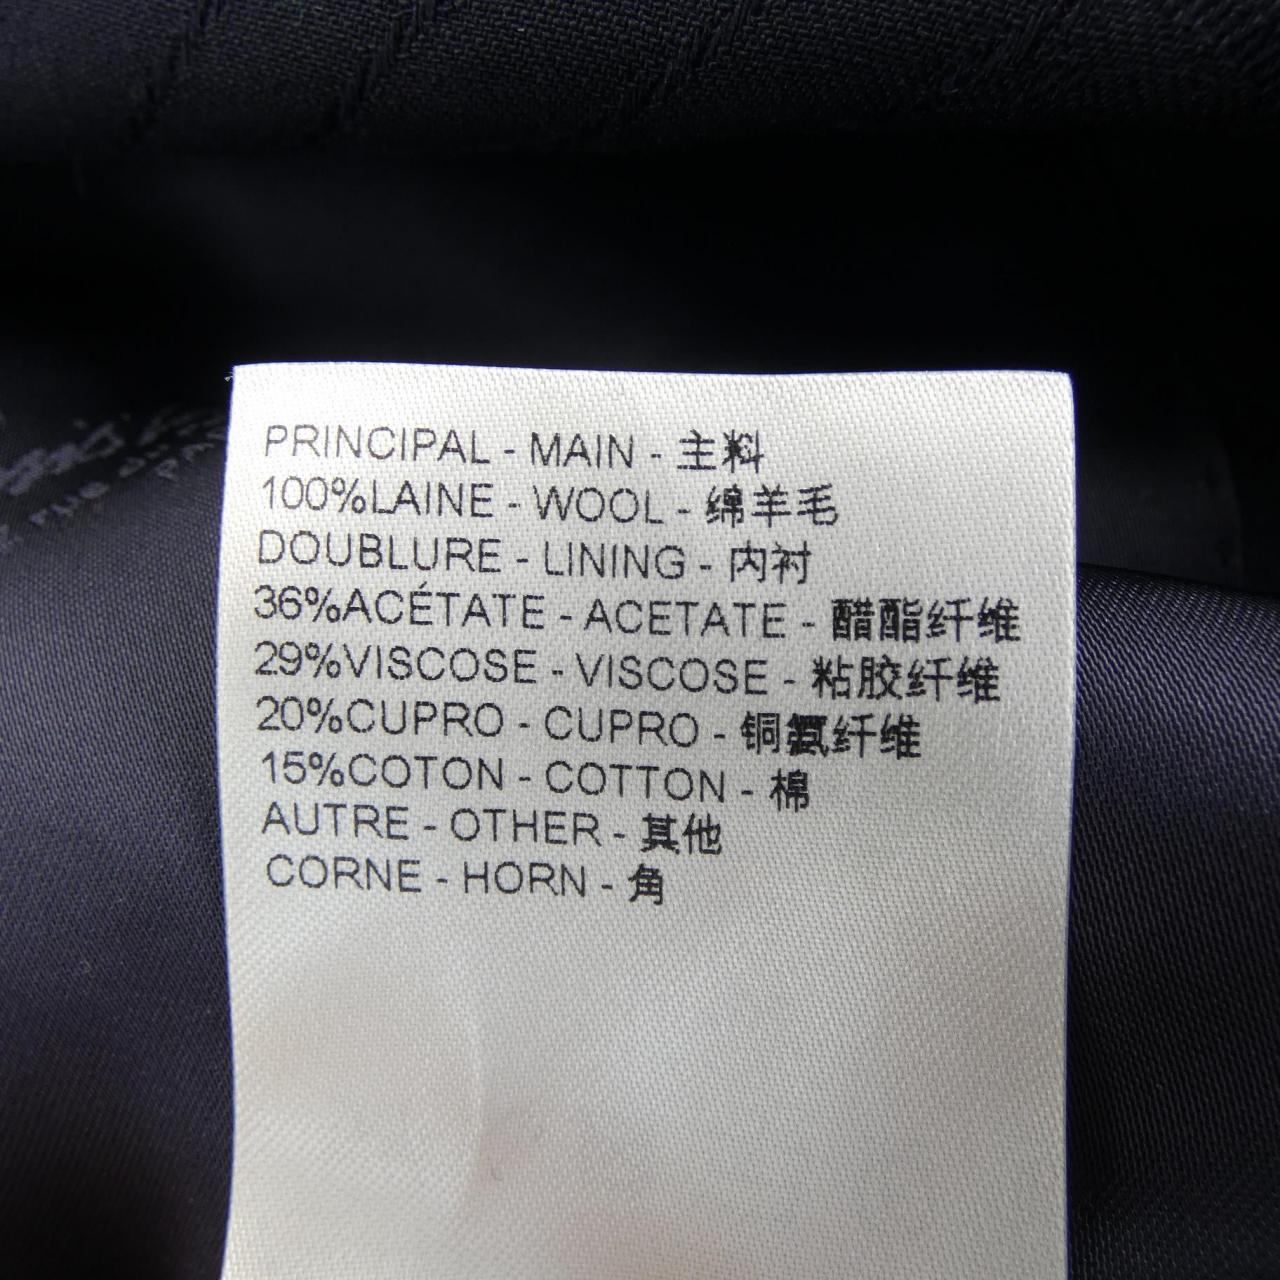 PRINCIPAL - MAIN - 主料
100%LAINE - WOOL - 绵羊毛
DOUBLURE - LINING - 内衬
36%ACÉTATE - ACETATE - 醋酯纤维
29%VISCOSE - VISCOSE - 粘胶纤维
20%CUPRO - CUPRO - 铜氨纤维
15%COTON - COTTON - 棉
AUTRE - OTHER - 其他
CORNE - HORN - 角